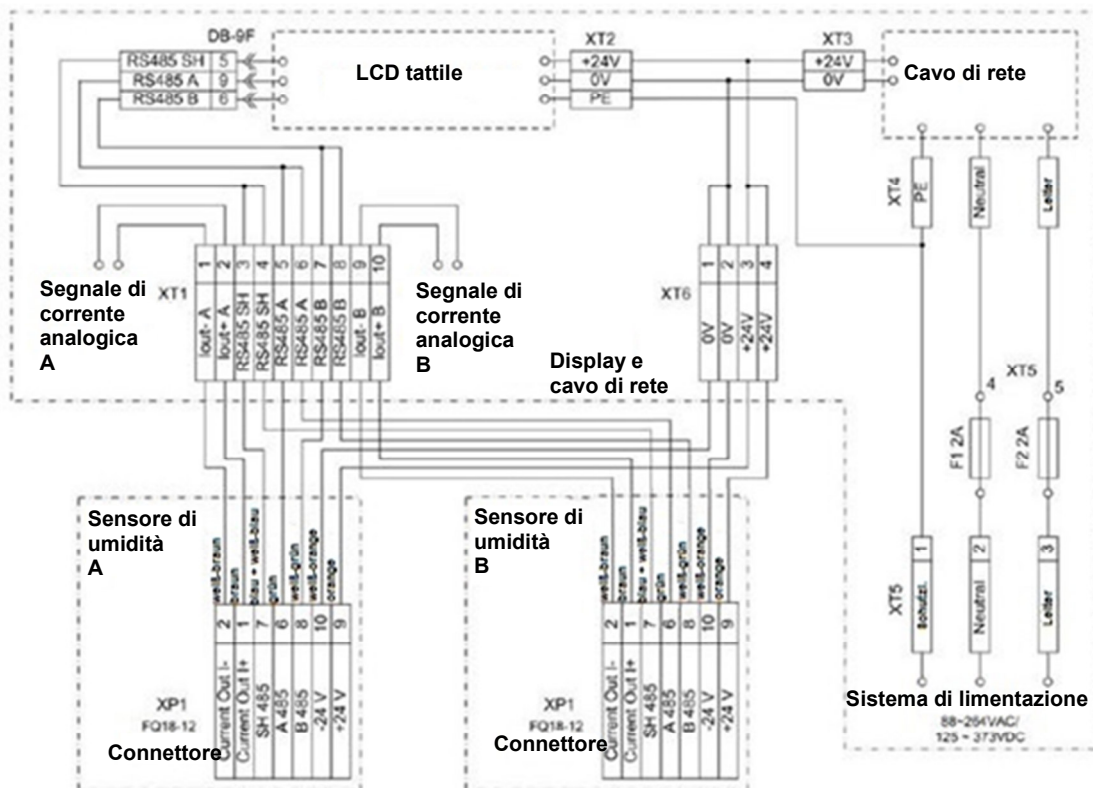 DB-9F
RS485 SH 5
RS485 A 9
RS485 B 6
LCD tattile
XT2
+24V
0V
PE
XT3
+24V
0V
Cavo di rete
XT4
PE
Neutral
Leiter
Segnale di
corrente
analogica
A
XT1
1 2 3 4 5 6 7 8 9 10
Iout- A
Iout+ A
RS485 SH
RS485 SH
RS485 A
RS485 A
RS485 B
RS485 B
Iout- B
Iout+ B
Segnale di
corrente
analogica
B
XT6
1 2 3 4
0V
0V
+24V
+24V
Display e
cavo di rete
XT5
4
5
F1 2A
F2 2A
Sensore di
umidità
A
weiß-braun
braun
blau + weiß-blau
grün
weiß-grün
weiß-orange
orange
2 1 7 6 8 10 9
Current Out I-
Current Out I+
SH 485
A 485
B 485
-24 V
+24 V
XP1
FQ18-12
Connettore
Sensore di
umidità
B
weiß-braun
braun
blau + weiß-blau
grün
weiß-grün
weiß-orange
orange
2 1 7 6 8 10 9
Current Out I-
Current Out I+
SH 485
A 485
B 485
-24 V
+24 V
XP1
FQ18-12
Connettore
XT5
1
2
3
Schutzl.
Neutral
Leiter
Sistema di limentazione
88~264VAC/
125 ~ 373VDC